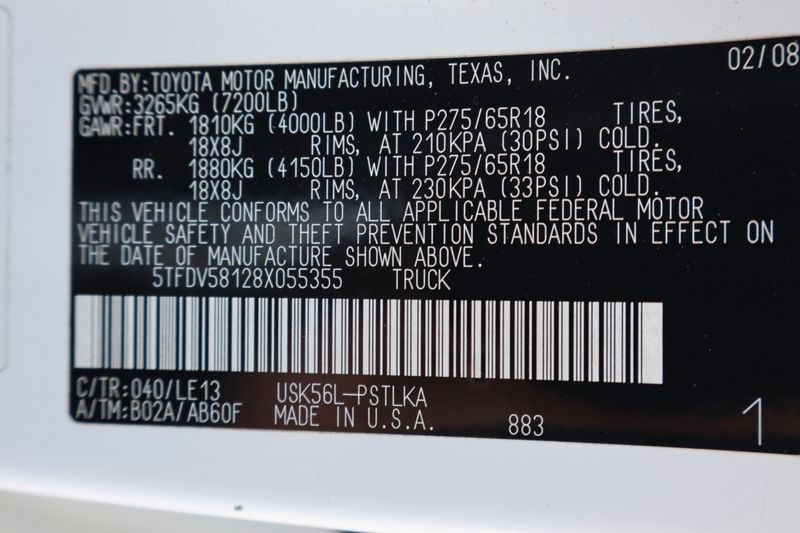 02/08
MFD.BY:TOYOTA MOTOR MANUFACTURING, TEXAS, INC.
GVWR:3265KG (7200LB)
GAWR:FRT. 1810KG (4000LB) WITH P275/65R18 TIRES,
18X8J RIMS, AT 210KPA (30PSI) COLD.
RR. 1880KG (4150LB) WITH P275/65R18 TIRES,
18X8J RIMS, AT 230KPA (33PSI) COLD.
THIS VEHICLE CONFORMS TO ALL APPLICABLE FEDERAL MOTOR
VEHICLE SAFETY AND THEFT PREVENTION STANDARDS IN EFFECT ON
THE DATE OF MANUFACTURE SHOWN ABOVE.
5TFDV58128X055355 TRUCK
C/TR:040/LE13 USK56L-PSTLKA
A/TM:B02A/AB60F MADE IN U.S.A. 883 1